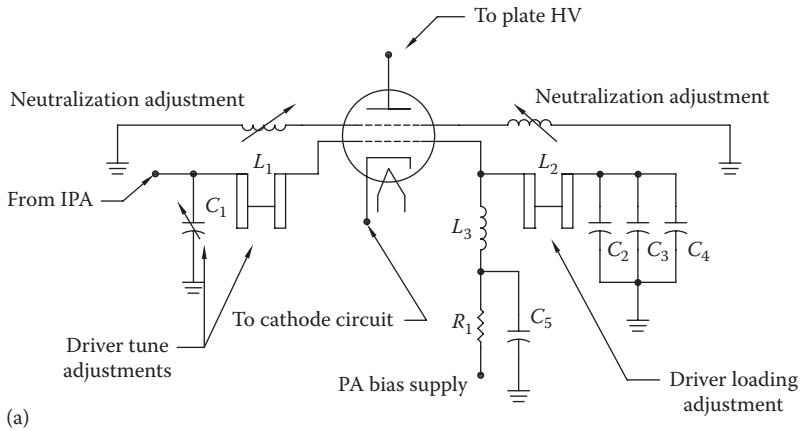 To plate HV
Neutralization adjustment
Neutralization adjustment
L1
L2
From IPA
C1
L3
C2
C3
C4
To cathode circuit
R1
C5
Driver tune
adjustments
PA bias supply
Driver loading
adjustment
(a)